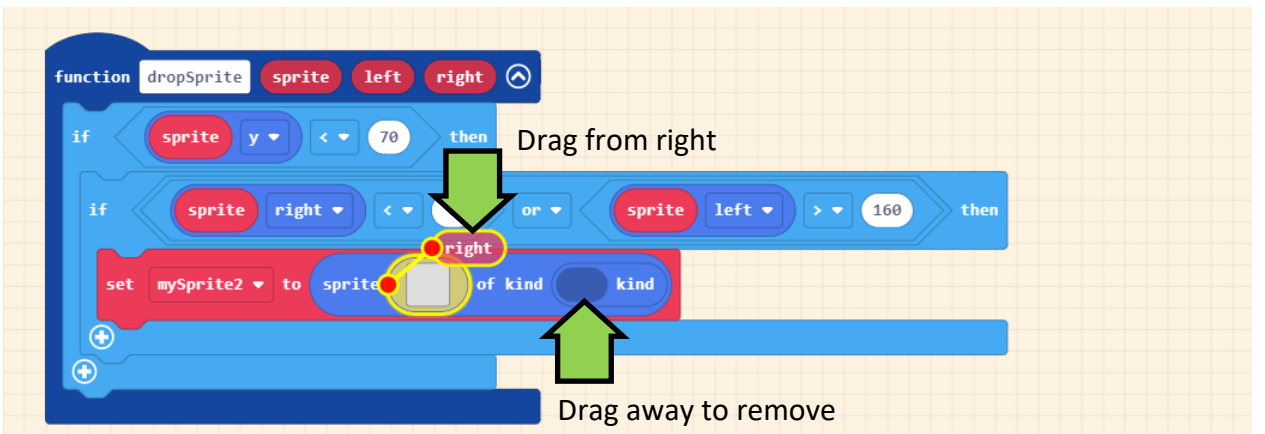 function dropSprite sprite left right
if sprite y < 70 then
Drag from right
if sprite right < or sprite left > 160 then
right
set mySprite2 to sprite of kind kind
Drag away to remove